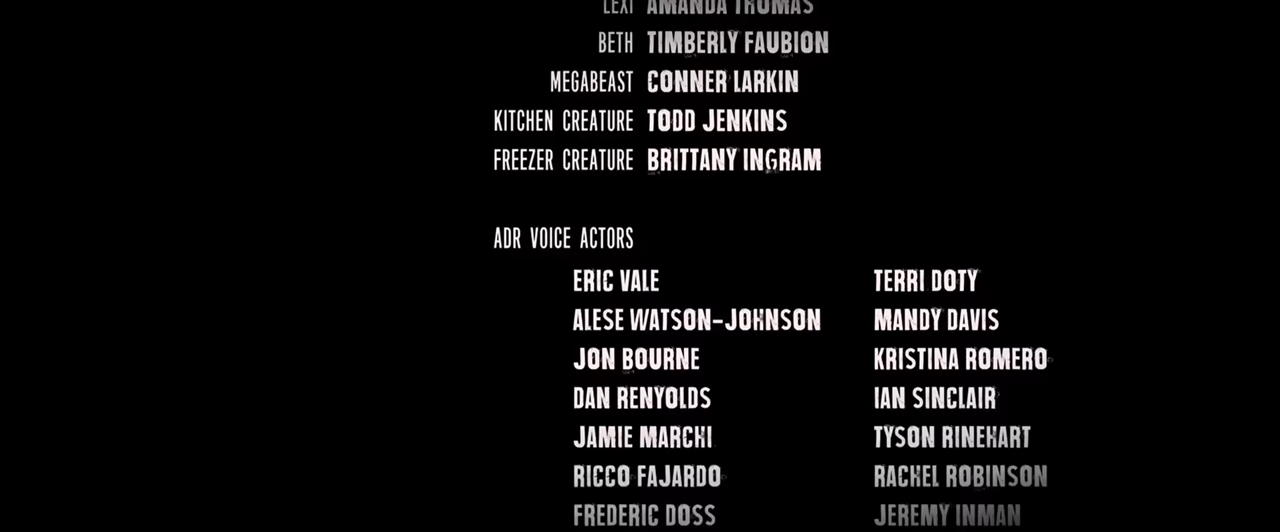 LEXI AMANDA THOMAS
BETH TIMBERLY FAUBION
MEGABEAST CONNER LARKIN
KITCHEN CREATURE TODD JENKINS
FREEZER CREATURE BRITTANY INGRAM
ADR VOICE ACTORS
ERIC VALE TERRI DOTY
ALESE WATSON-JOHNSON MANDY DAVIS
JON BOURNE KRISTINA ROMERO
DAN RENYOLDS IAN SINCLAIR
JAMIE MARCHI TYSON RINEHART
RICCO FAJARDO RACHEL ROBINSON
FREDERIC DOSS JEREMY INMAN